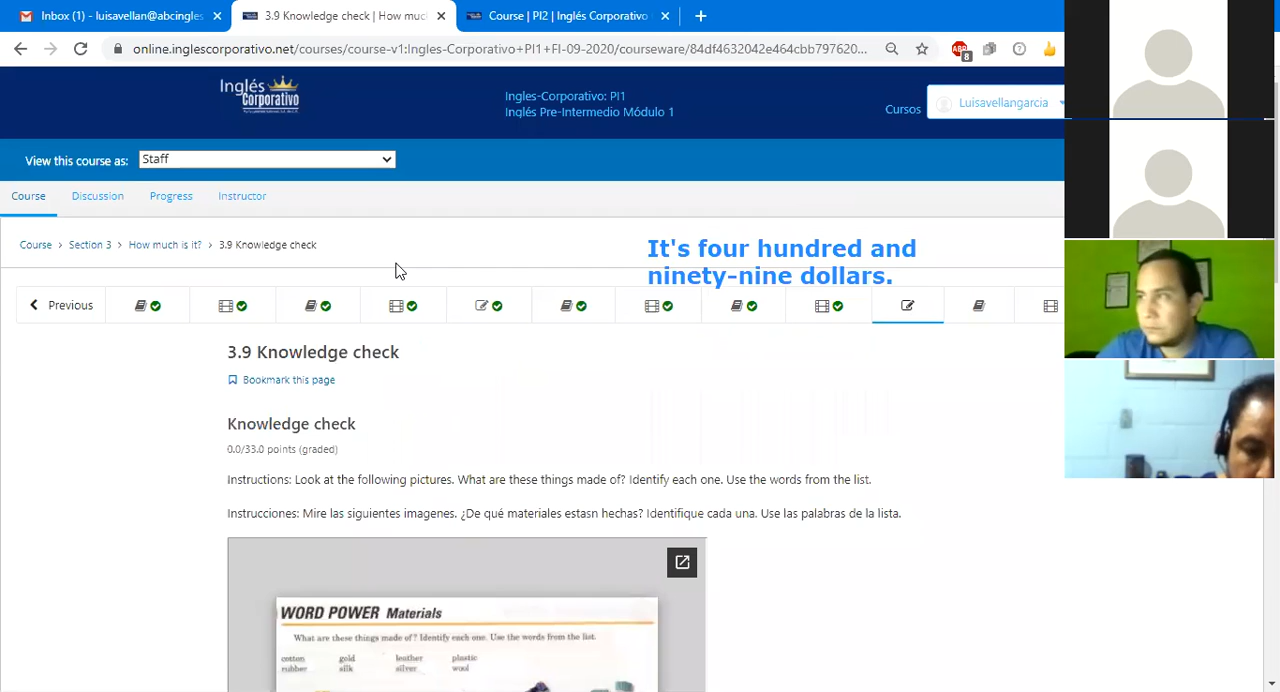 Inbox (1) - luisavellan@abcingles
3.9 Knowledge check | How muc
Course | PI2 | Inglés Corporativo
online.inglescorporativo.net/courses/course-v1:Ingles-Corporativo+PI1+FI-09-2020/courseware/84df4632042e464cbb797620...
ABP
8
Inglés
Corporativo
Ingles-Corporativo: PI1
Inglés Pre-Intermedio Módulo 1
Cursos
Luisavellangarcia
View this course as:
Staff
Course
Discussion
Progress
Instructor
Course > Section 3 > How much is it? > 3.9 Knowledge check
It's four hundred and
ninety-nine dollars.
Previous
3.9 Knowledge check
Bookmark this page
Knowledge check
0.0/33.0 points (graded)
Instructions: Look at the following pictures. What are these things made of? Identify each one. Use the words from the list.
Instrucciones: Mire las siguientes imagenes. ¿De qué materiales estasn hechas? Identifique cada una. Use las palabras de la lista.
WORD POWER Materials
What are these things made of? Identify each one. Use the words from the list.
cotton gold leather plastic
rubber silk silver wool